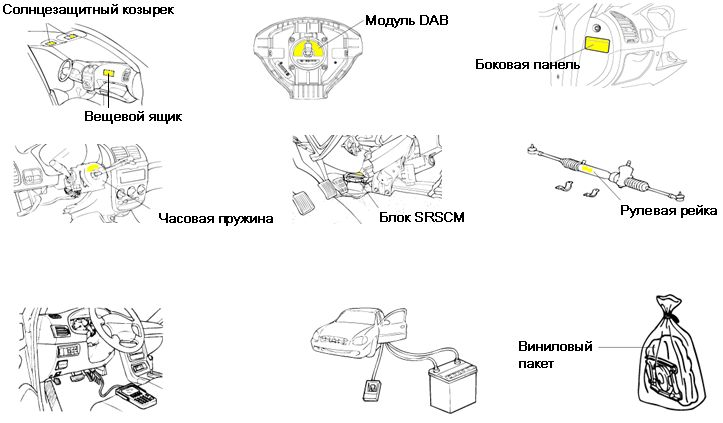 Солнцезащитный козырек
Модуль DAB
Боковая панель
Вещевой ящик
Часовая пружина
Блок SRSCM
Рулевая рейка
Виниловый
пакет